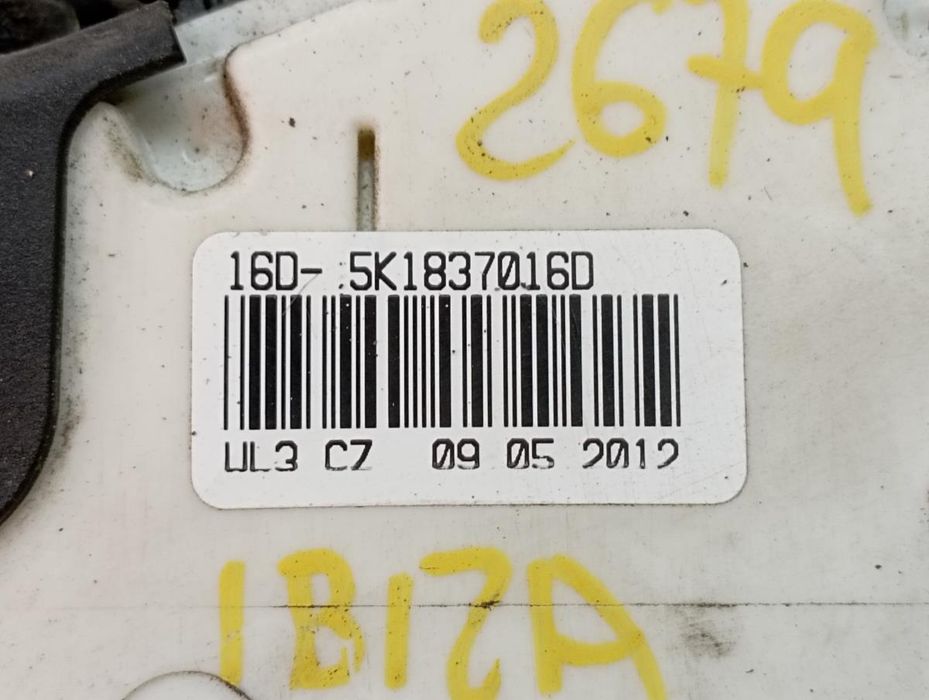 2679
16D- 5K1837016D
UL3 CZ 09 05 2012
IBIZA